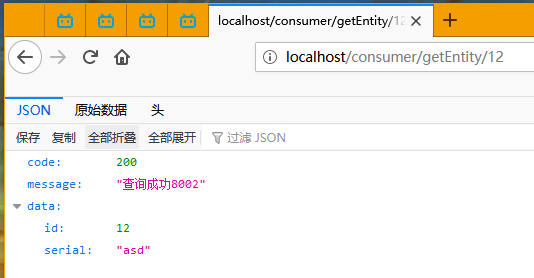 localhost/consumer/getEntity/12
localhost/consumer/getEntity/12
JSON 原始数据 头
保存 复制 全部折叠 全部展开 过滤 JSON
code: 200
message: "查询成功8002"
data:
id: 12
serial: "asd"